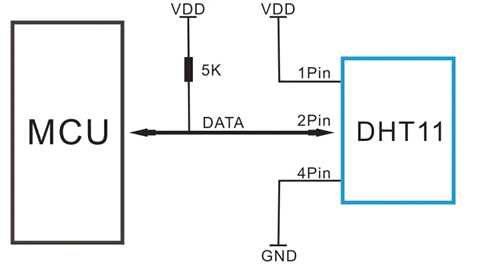 VDD
VDD
5K
1Pin
MCU
DATA
2Pin
DHT11
4Pin
GND